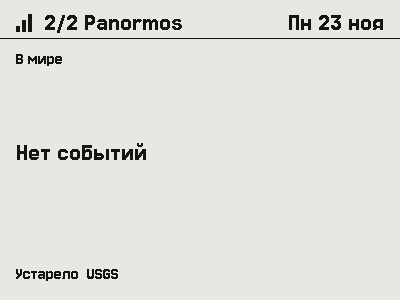 2/2 Panormos Пн 23 ноя
В мире
Нет событий
Устарело USGS